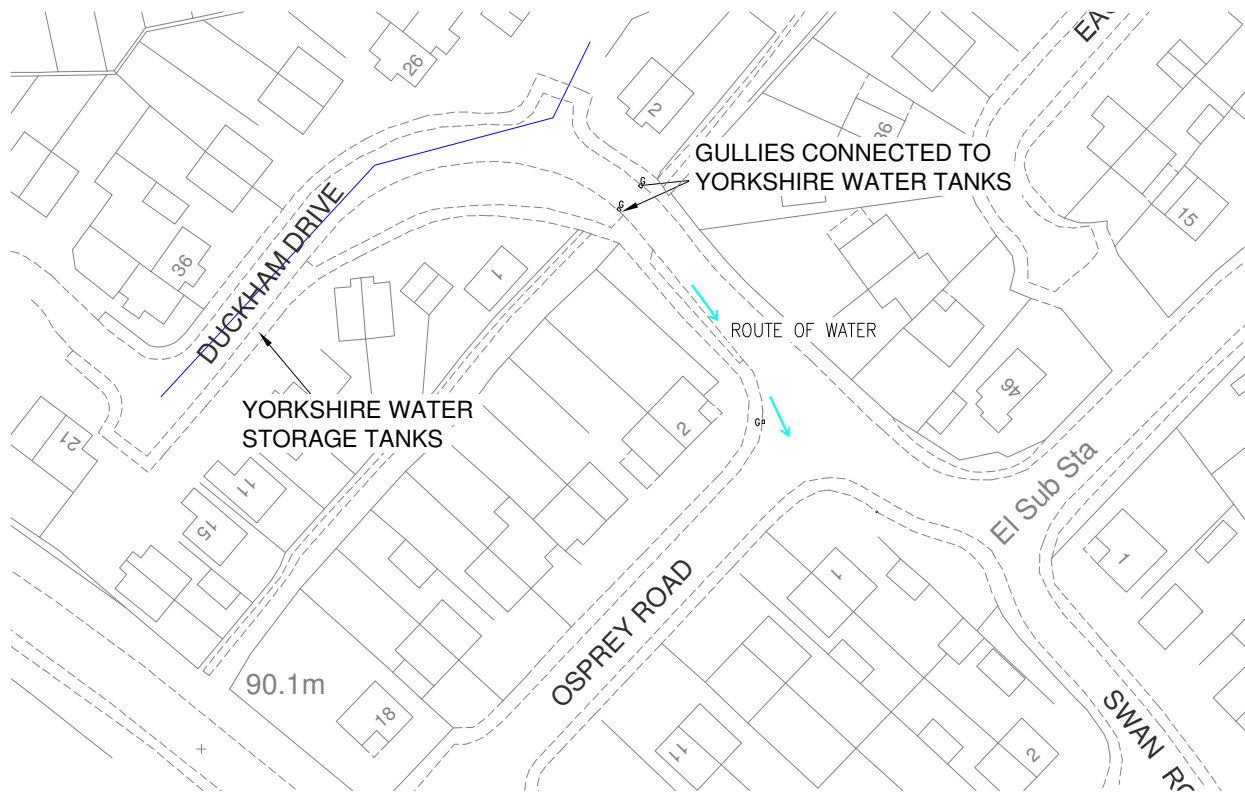 26
2
EAG
36
GULLIES CONNECTED TO
YORKSHIRE WATER TANKS
G
G
15
DUCKHAM DRIVE
36
1
ROUTE OF WATER
46
YORKSHIRE WATER
STORAGE TANKS
G
2
21
11
15
El Sub Sta
1
OSPREY ROAD
1
90.1m
18
11
2
SWAN RO